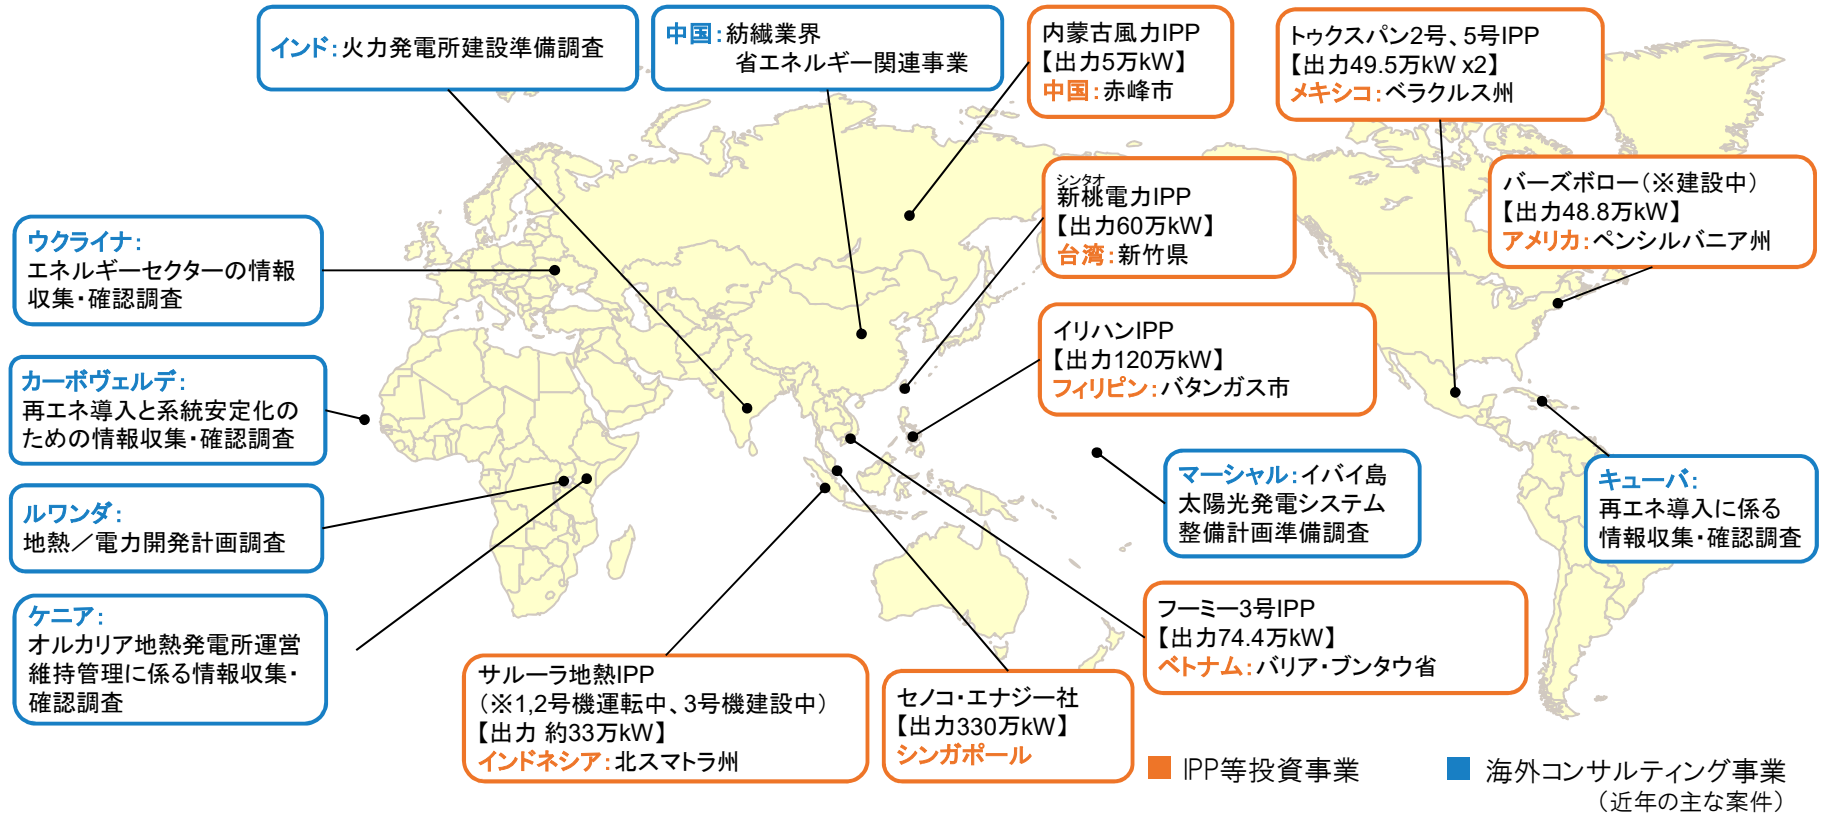 インド：火力発電所建設準備調査
中国：紡繊業界
省エネルギー関連事業
内蒙古風力IPP
【出力5万kW】
中国：赤峰市
トゥクスパン2号、5号IPP
【出力49.5万kW x2】
メキシコ：ベラクルス州
シンタオ
新桃電力IPP
【出力60万kW】
台湾：新竹県
バーズボロー（※建設中）
【出力48.8万kW】
アメリカ：ペンシルバニア州
ウクライナ：
エネルギーセクターの情報
収集・確認調査
イリハンIPP
【出力120万kW】
フィリピン：バタンガス市
カーボヴェルデ：
再エネ導入と系統安定化の
ための情報収集・確認調査
マーシャル：イバイ島
太陽光発電システム
整備計画準備調査
キューバ：
再エネ導入に係る
情報収集・確認調査
ルワンダ：
地熱／電力開発計画調査
ケニア：
オルカリア地熱発電所運営
維持管理に係る情報収集・
確認調査
フーミー3号IPP
【出力74.4万kW】
ベトナム：バリア・ブンタウ省
サルーラ地熱IPP
（※1,2号機運転中、3号機建設中）
【出力 約33万kW】
インドネシア：北スマトラ州
セノコ・エナジー社
【出力330万kW】
シンガポール
IPP等投資事業
海外コンサルティング事業
（近年の主な案件）